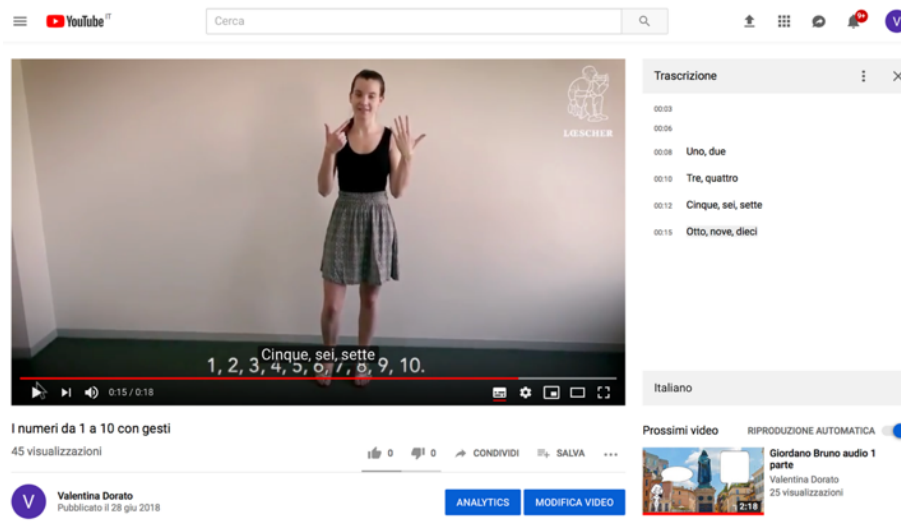 YouTube IT
Cerca
9+
V
LŒSCHER
Cinque, sei, sette
1, 2, 3, 4, 5, 6, 7, 8, 9, 10.
0:15 / 0:18
Trascrizione
00:03
00:06
00:08 Uno, due
00:10 Tre, quattro
00:12 Cinque, sei, sette
00:15 Otto, nove, dieci
Italiano
I numeri da 1 a 10 con gesti
45 visualizzazioni
0 0 CONDIVIDI SALVA
V
Valentina Dorato
Pubblicato il 28 giu 2018
ANALYTICS MODIFICA VIDEO
Prossimi video RIPRODUZIONE AUTOMATICA
2:18
Giordano Bruno audio 1
parte
Valentina Dorato
25 visualizzazioni